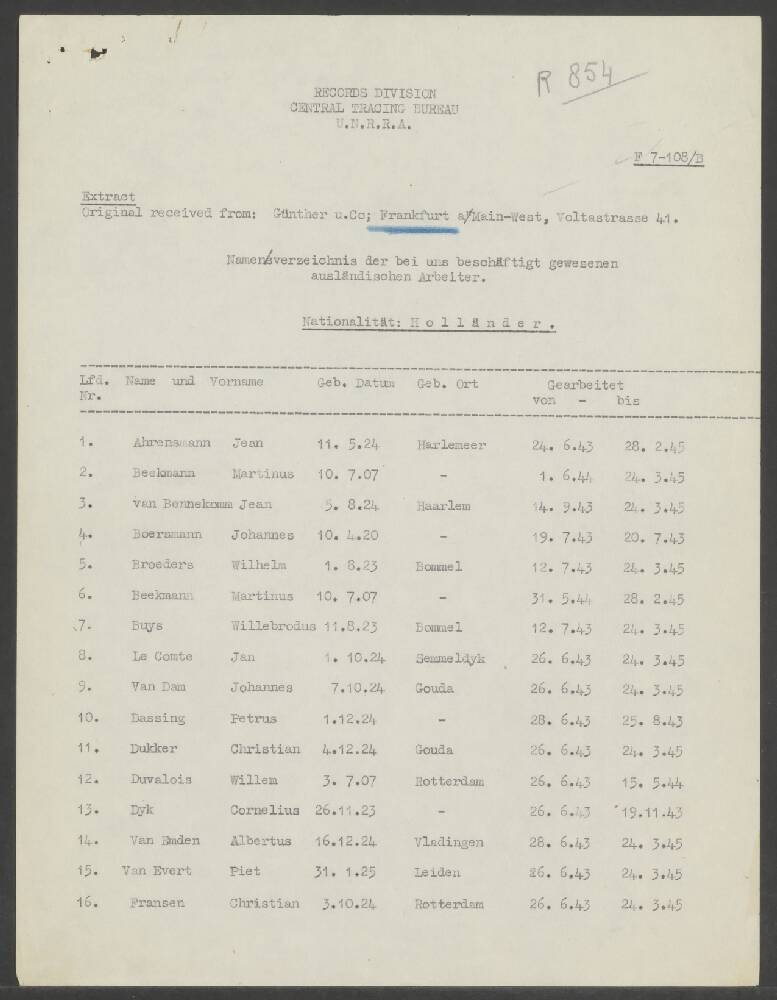 R 854
RECORDS DIVISION
CENTRAL TRACING BUREAU
U.N.R.R.A.
F 7-108/B
Extract
Original received from: Günther u.Co; Frankfurt a/Main-West, Voltastrasse 41.
Namensverzeichnis der bei uns beschäftigt gewesenen
ausländischen Arbeiter.
Nationalität: H o l l ä n d e r .
Lfd. Name und Vorname Geb. Datum Geb. Ort Gearbeitet
Nr. von - bis
1. Ahrensmann Jean 11. 5.24 Harlemeer 24. 6.43 28. 2.45
2. Beekmann Martinus 10. 7.07 - 1. 6.44 24. 3.45
3. van Bennekomm Jean 5. 8.24 Haarlem 14. 9.43 24. 3.45
4. Boersmann Johannes 10. 4.20 - 19. 7.43 20. 7.43
5. Broeders Wilhelm 1. 8.23 Bommel 12. 7.43 24. 3.45
6. Beekmann Martinus 10. 7.07 - 31. 5.44 28. 2.45
7. Buys Willebrodus 11.8.23 Bommel 12. 7.43 24. 3.45
8. Le Comte Jan 1. 10.24 Semmeldyk 26. 6.43 24. 3.45
9. Van Dam Johannes 7.10.24 Gouda 26. 6.43 24. 3.45
10. Dassing Petrus 1.12.24 - 28. 6.43 25. 8.43
11. Dukker Christian 4.12.24 Gouda 26. 6.43 24. 3.45
12. Duvalois Willem 3. 7.07 Rotterdam 26. 6.43 15. 5.44
13. Dyk Cornelius 26.11.23 - 26. 6.43 19.11.43
14. Van Emden Albertus 16.12.24 Vladingen 28. 6.43 24. 3.45
15. Van Evert Piet 31. 1.25 Leiden 26. 6.43 24. 3.45
16. Fransen Christian 3.10.24 Rotterdam 26. 6.43 24. 3.45